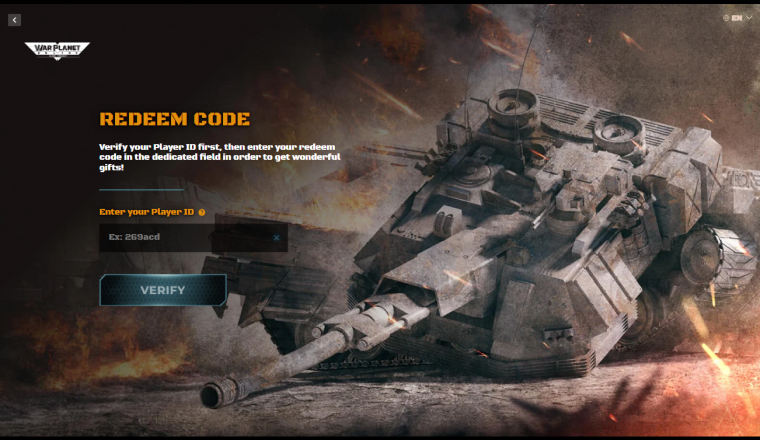 EN
WAR PLANET
REDEEM CODE
Verify your Player ID first, then enter your redeem
code in the dedicated field in order to get wonderful
gifts!
Enter your Player ID ?
Ex: 269acd
VERIFY